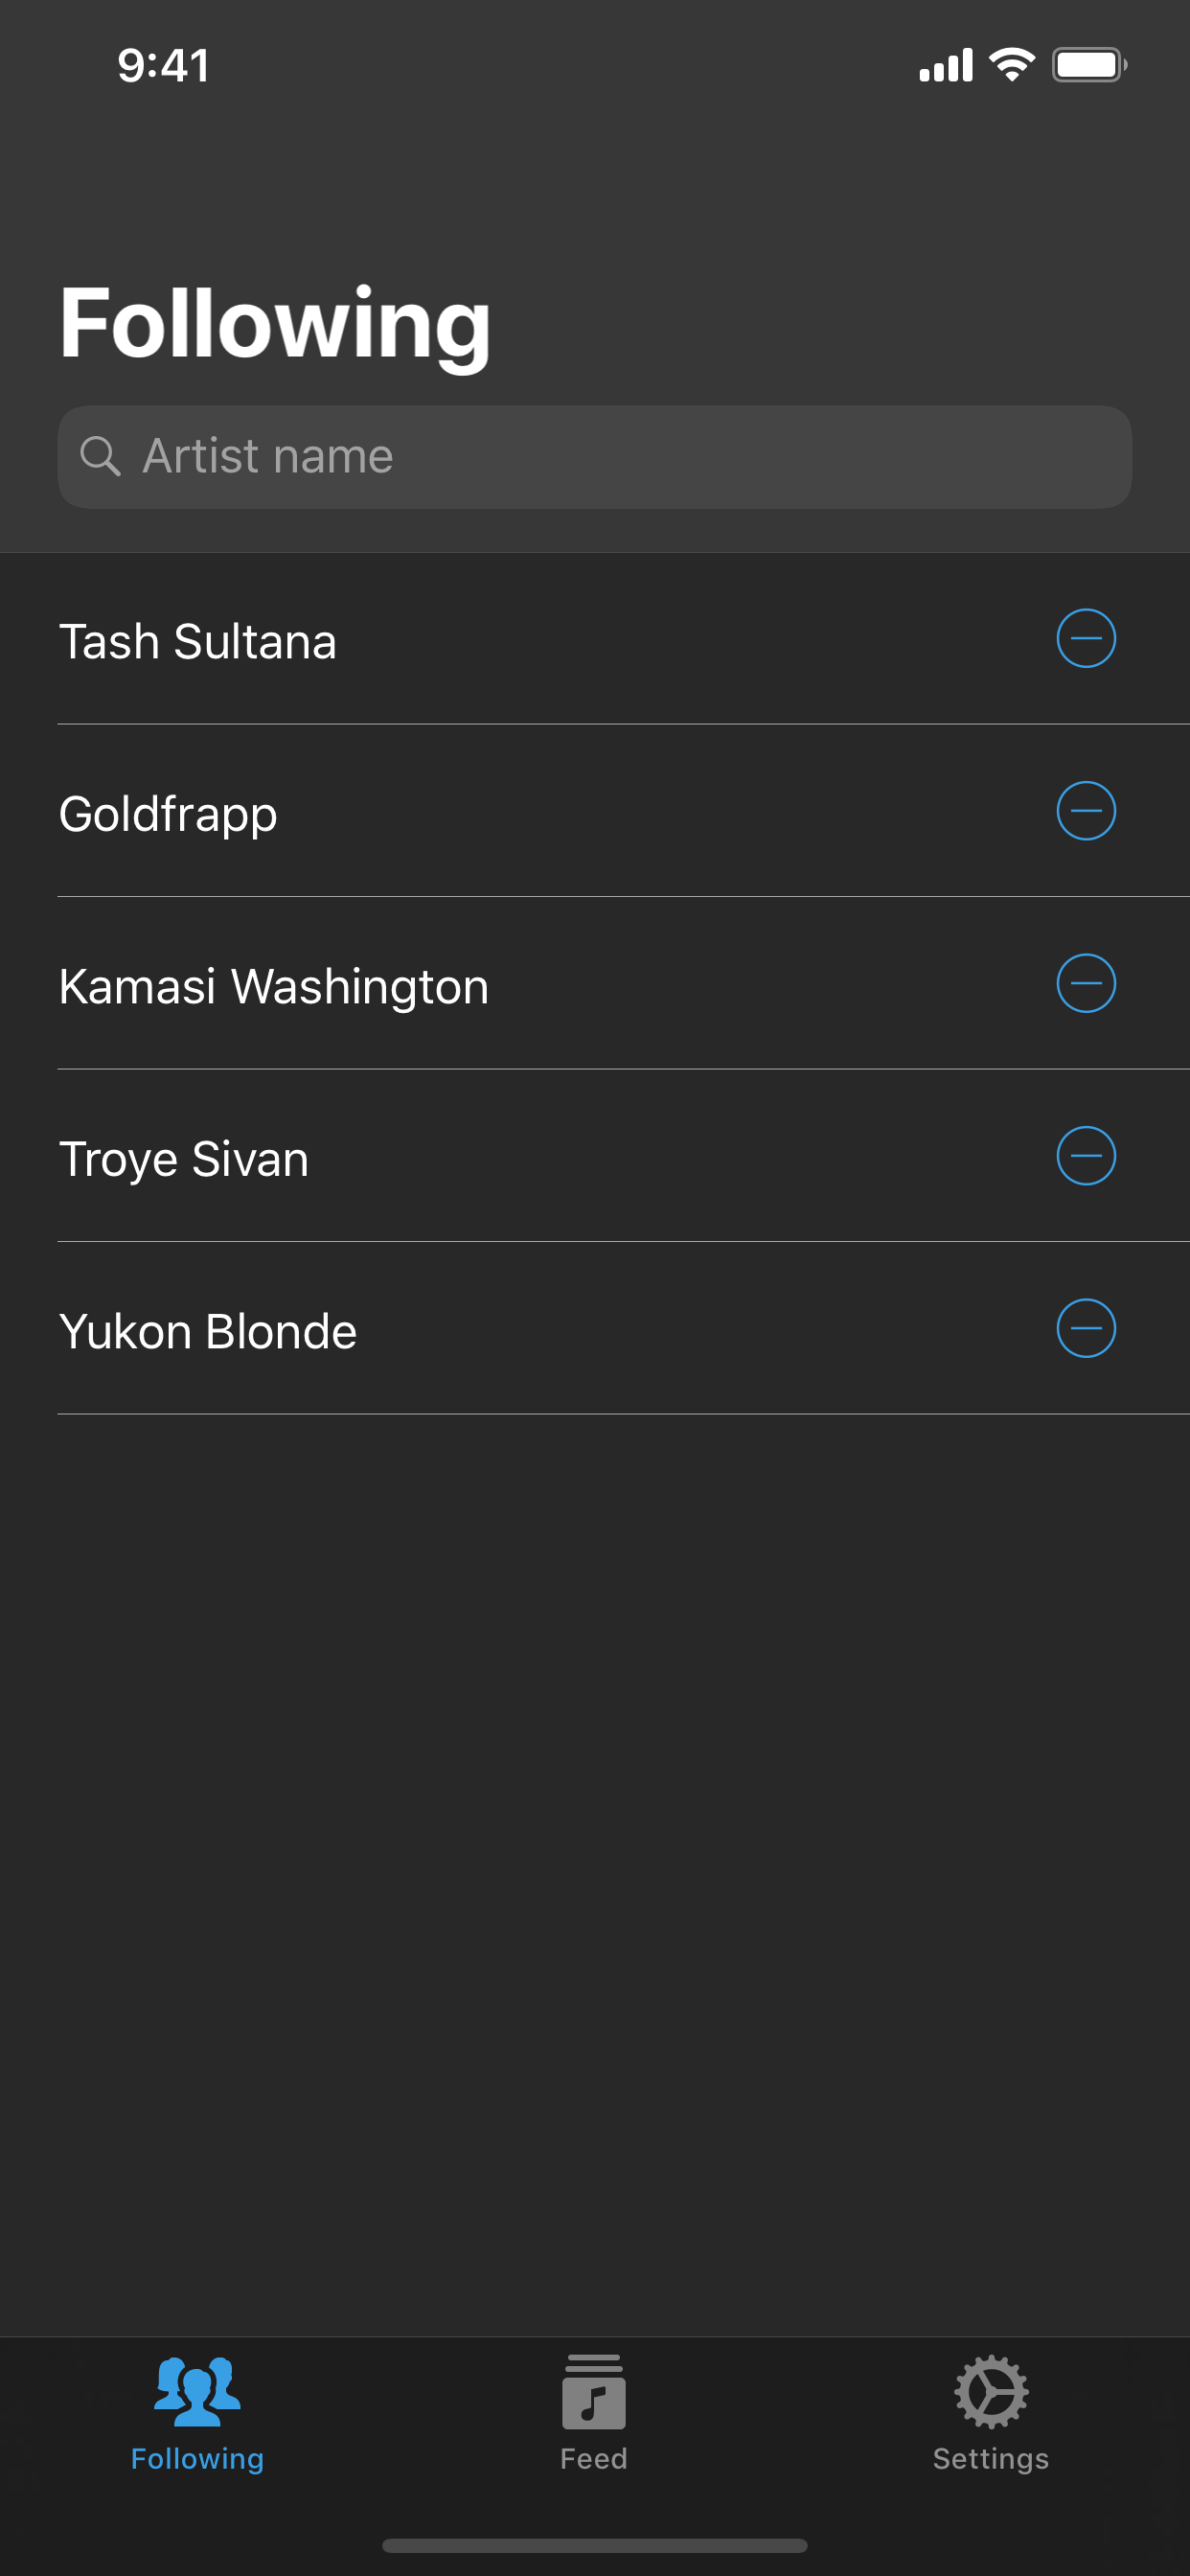 9:41
Following
Artist name
Tash Sultana
Goldfrapp
Kamasi Washington
Troye Sivan
Yukon Blonde
Following
Feed
Settings